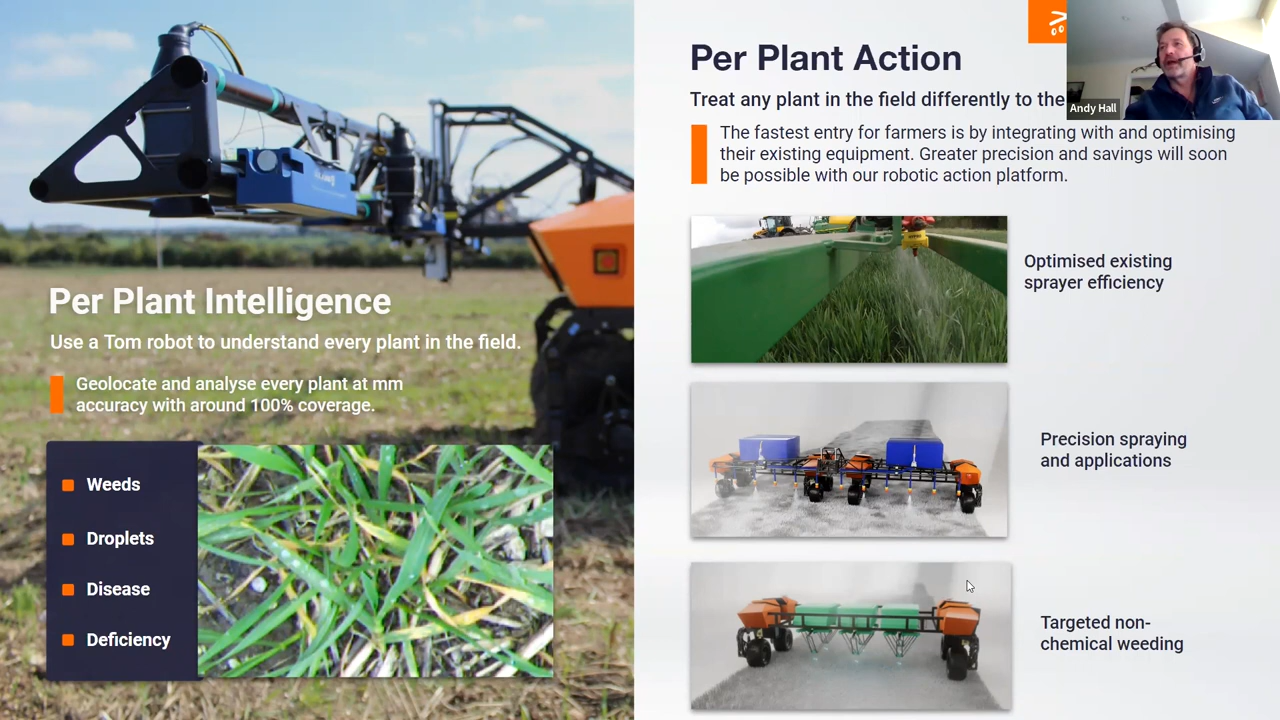 Per Plant Intelligence
Use a Tom robot to understand every plant in the field.
Geolocate and analyse every plant at mm
accuracy with around 100% coverage.
Weeds
Droplets
Disease
Deficiency
Per Plant Action
Treat any plant in the field differently to the
The fastest entry for farmers is by integrating with and optimising
their existing equipment. Greater precision and savings will soon
be possible with our robotic action platform.
Optimised existing
sprayer efficiency
Precision spraying
and applications
Targeted non-
chemical weeding
Andy Hall